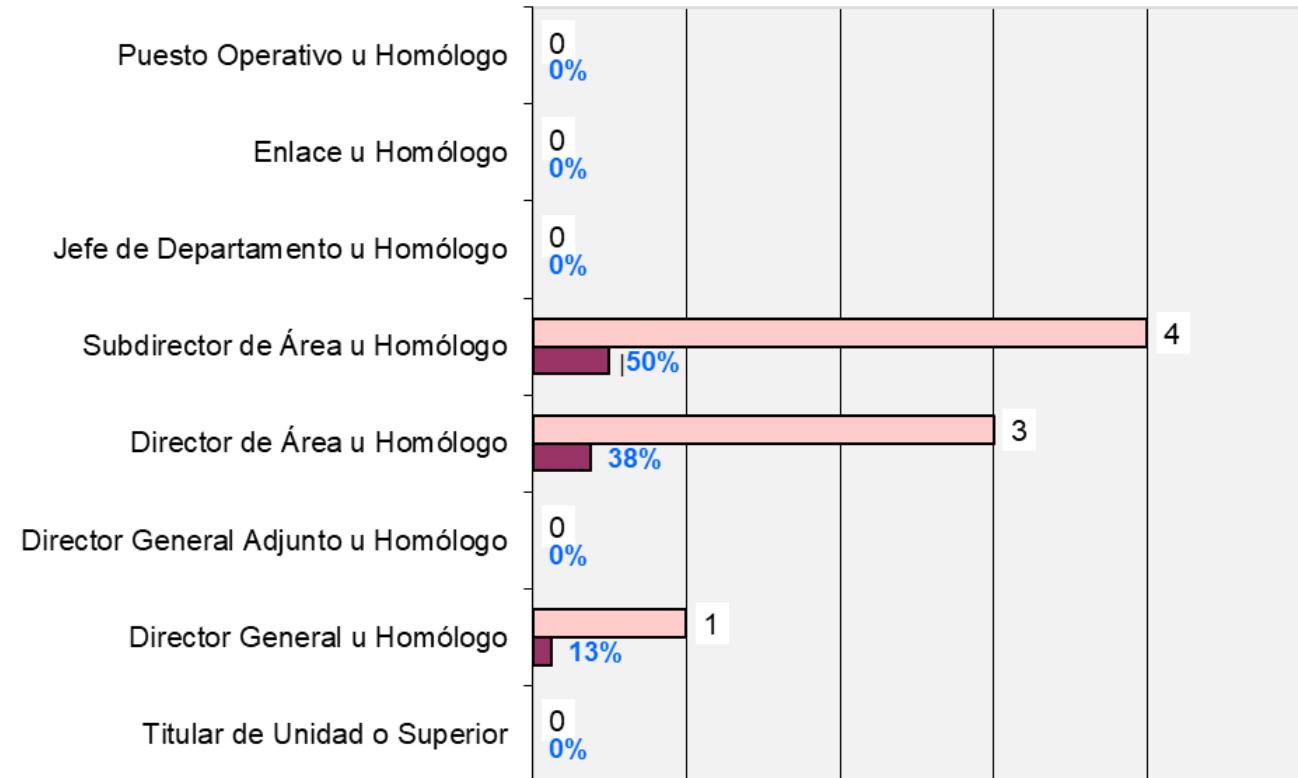 Puesto Operativo u Homólogo
0
0%
Enlace u Homólogo
0
0%
Jefe de Departamento u Homólogo
0
0%
Subdirector de Área u Homólogo
4
|50%
Director de Área u Homólogo
3
38%
Director General Adjunto u Homólogo
0
0%
Director General u Homólogo
1
13%
Titular de Unidad o Superior
0
0%